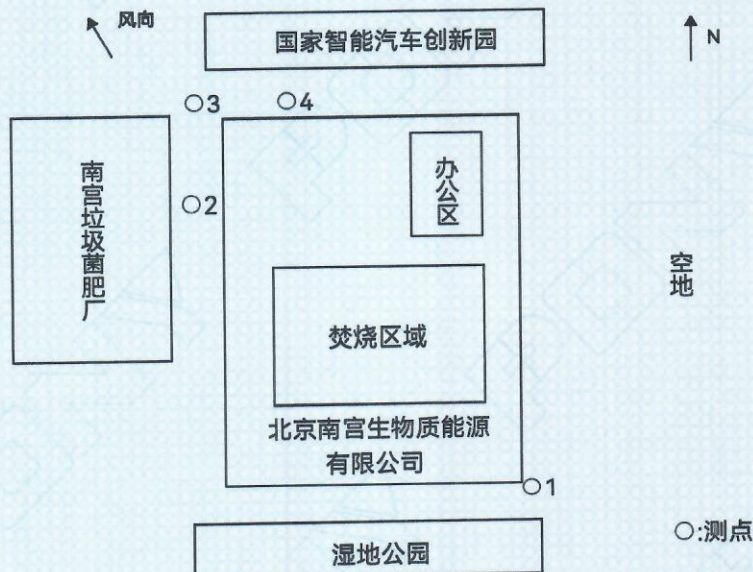 风向
国家智能汽车创新园
N
3
4
南宫垃圾菌肥厂
办公区
2
空地
焚烧区域
北京南宫生物质能源
有限公司
1
湿地公园
○:测点